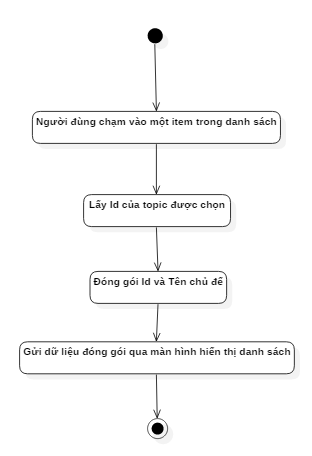 Người đùng chạm vào một item trong danh sách
Lấy Id của topic được chọn
Đóng gói Id và Tên chủ đề
Gửi dữ liệu đóng gói qua màn hình hiển thị danh sách